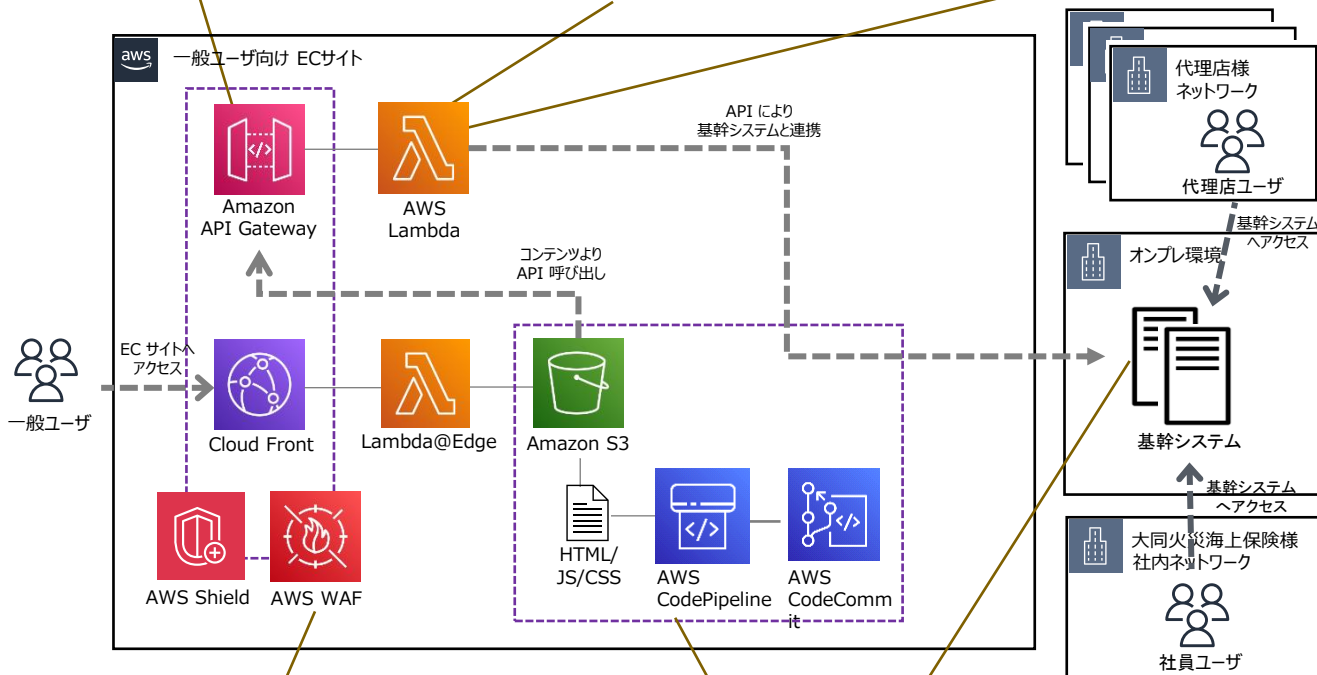 aws
一般ユーザ向け ECサイト
代理店様
ネットワーク
代理店ユーザ
API により
基幹システムと連携
Amazon
API Gateway
AWS
Lambda
基幹システム
へアクセス
オンプレ環境
コンテンツより
API 呼び出し
EC サイトへ
アクセス
一般ユーザ
Cloud Front
Lambda@Edge
Amazon S3
基幹システム
基幹システム
へアクセス
HTML/
JS/CSS
AWS
CodePipeline
AWS
CodeComm
it
AWS Shield
AWS WAF
大同火災海上保険様
社内ネットワーク
社員ユーザ